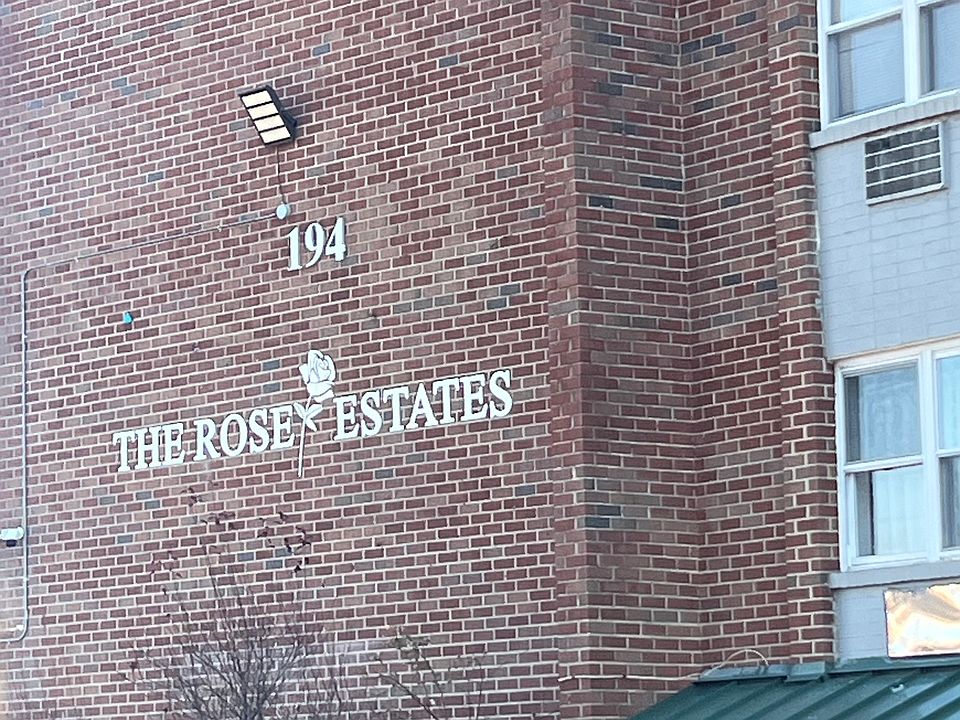 194
THE ROSE ESTATES